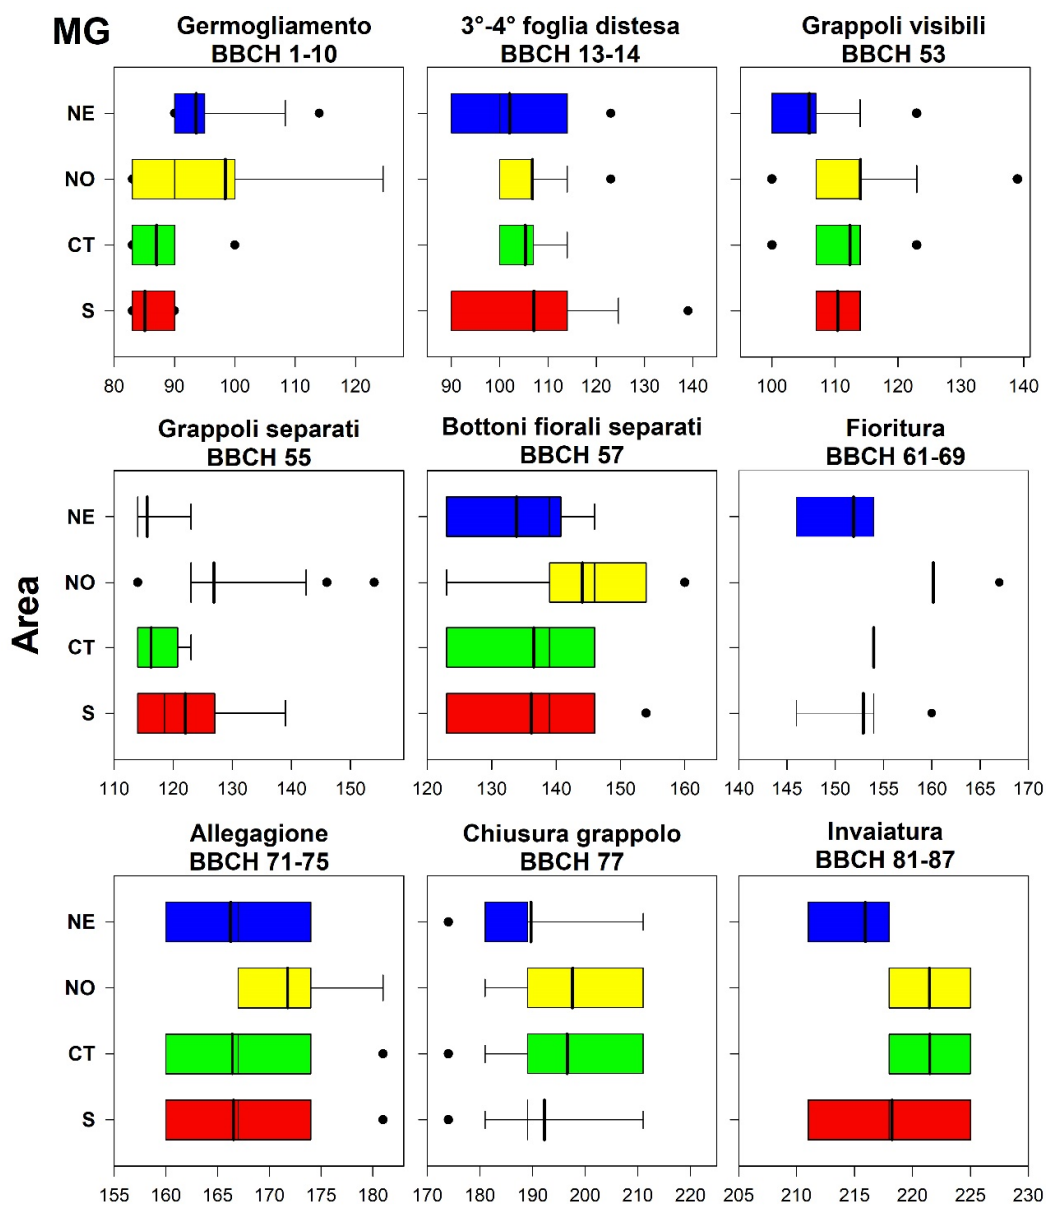 MG
Germogliamento
BBCH 1-10
3°-4° foglia distesa
BBCH 13-14
Grappoli visibili
BBCH 53
NE
NO
CT
S
80 90 100 110 120
90 100 110 120 130 140
100 110 120 130 140
Grappoli separati
BBCH 55
Bottoni fiorali separati
BBCH 57
Fioritura
BBCH 61-69
Area
NE
NO
CT
S
110 120 130 140 150
120 130 140 150 160
140 145 150 155 160 165 170
Allegagione
BBCH 71-75
Chiusura grappolo
BBCH 77
Invaiatura
BBCH 81-87
NE
NO
CT
S
155 160 165 170 175 180
170 180 190 200 210 220
205 210 215 220 225 230